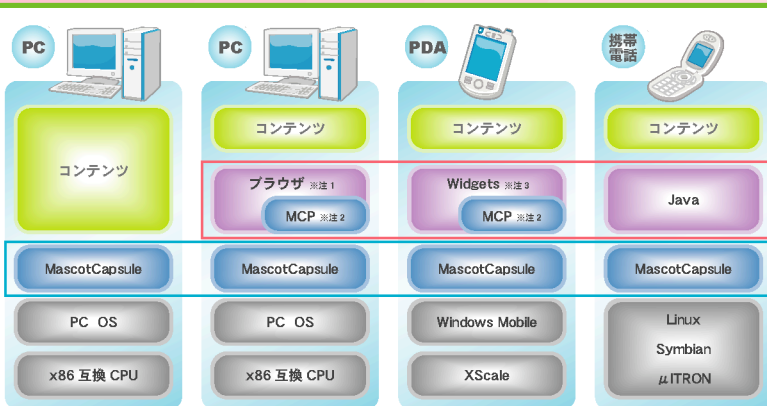 PC
PC
PDA
携帯
電話
コンテンツ
コンテンツ
コンテンツ
コンテンツ
ブラウザ ※注1
MCP ※注2
Widgets ※注3
MCP ※注2
Java
MascotCapsule
MascotCapsule
MascotCapsule
MascotCapsule
PC OS
PC OS
Windows Mobile
Linux
Symbian
μITRON
x86 互換 CPU
x86 互換 CPU
XScale